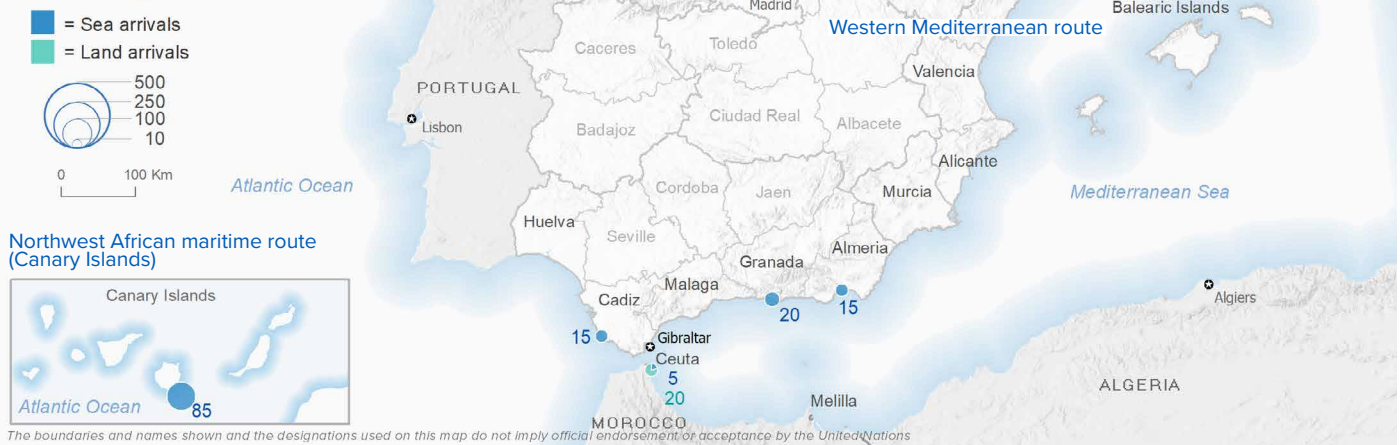 Madrid
Balearic Islands
= Sea arrivals
Western Mediterranean route
= Land arrivals
Caceres
Toledo
Valencia
500
250
100
10
PORTUGAL
Lisbon
Badajoz
Ciudad Real
Albacete
Alicante
0 100 Km
Atlantic Ocean
Cordoba
Jaen
Murcia
Mediterranean Sea
Huelva
Seville
Almeria
Northwest African maritime route
(Canary Islands)
Granada
Malaga
Cadiz
Canary Islands
Algiers
20
15
15
Gibraltar
Ceuta
5
20
ALGERIA
Melilla
Atlantic Ocean
85
MOROCCO
The boundaries and names shown and the designations used on this map do not imply official endorsement or acceptance by the United Nations